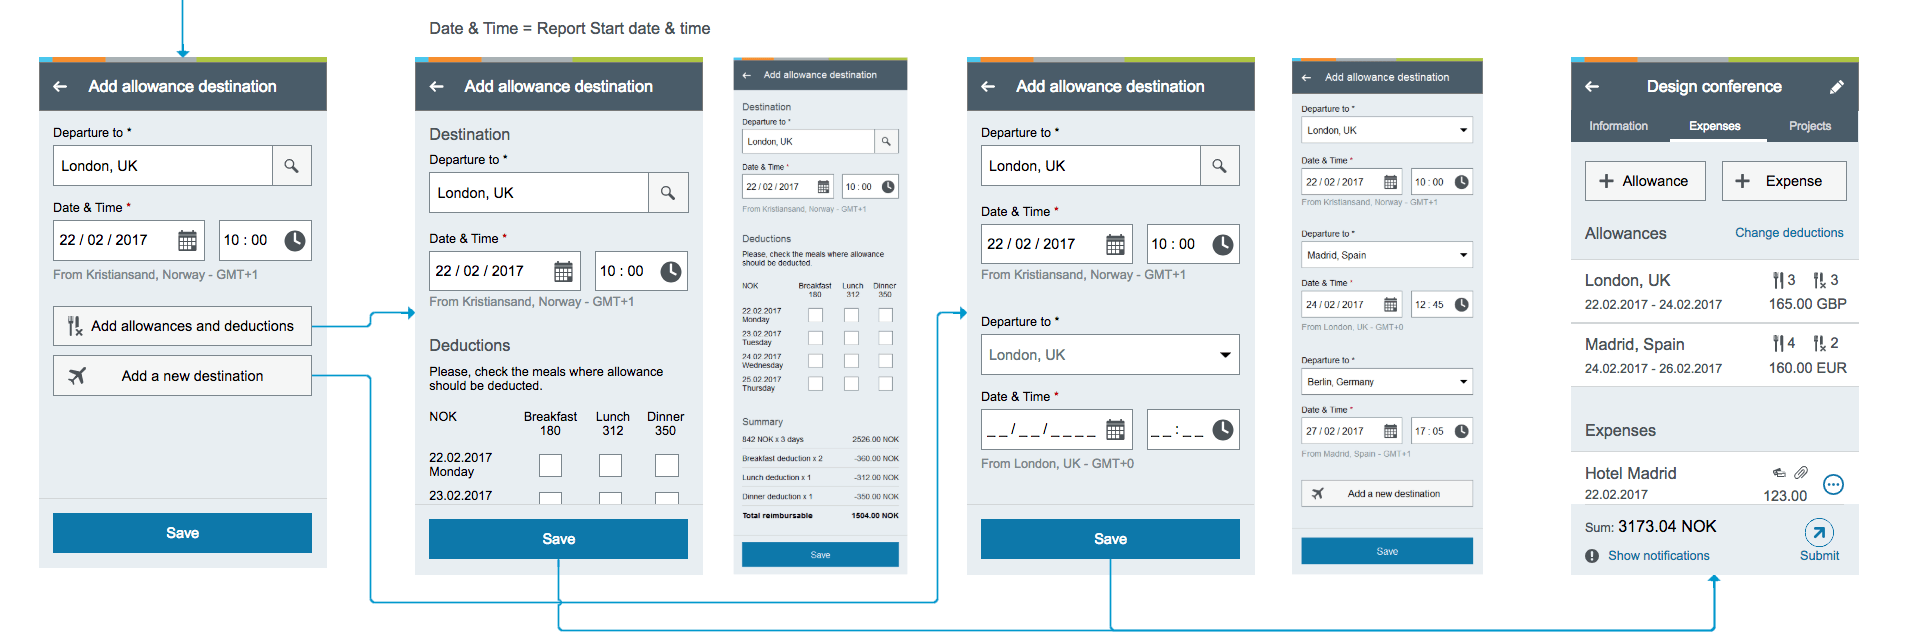 Date & Time = Report Start date & time
Add allowance destination
Departure to *
London, UK
Date & Time *
22 / 02 / 2017
10 : 00
From Kristiansand, Norway - GMT+1
Add allowances and deductions
Add a new destination
Save
Add allowance destination
Destination
Departure to *
London, UK
Date & Time *
22 / 02 / 2017
10 : 00
From Kristiansand, Norway - GMT+1
Deductions
Please, check the meals where allowance
should be deducted.
NOK Breakfast Lunch Dinner
180 312 350
22.02.2017
Monday
23.02.2017
Save
Add allowance destination
Destination
Departure to *
London, UK
Date & Time *
22 / 02 / 2017
10 : 00
From Kristiansand, Norway - GMT+1
Deductions
Please, check the meals where allowance
should be deducted.
NOK Breakfast Lunch Dinner
180 312 350
22.02.2017
Monday
23.02.2017
Tuesday
24.02.2017
Wednesday
25.02.2017
Thursday
Summary
842 NOK x 3 days 2526.00 NOK
Breakfast deduction x 2 -360.00 NOK
Lunch deduction x 1 -312.00 NOK
Dinner deduction x 1 -350.00 NOK
Total reimbursable 1504.00 NOK
Save
Add allowance destination
Departure to *
London, UK
Date & Time *
22 / 02 / 2017
10 : 00
From Kristiansand, Norway - GMT+1
Departure to *
London, UK
Date & Time *
_ _ / _ _ / _ _ _ _
_ _ : _ _
From London, UK - GMT+0
Save
Add allowance destination
Departure to *
London, UK
Date & Time *
22 / 02 / 2017
10 : 00
From Kristiansand, Norway - GMT+1
Departure to *
Madrid, Spain
Date & Time *
24 / 02 / 2017
12 : 45
From London, UK - GMT+0
Departure to *
Berlin, Germany
Date & Time *
27 / 02 / 2017
17 : 05
From Madrid, Spain - GMT+1
Add a new destination
Save
Design conference
Information Expenses Projects
+ Allowance + Expense
Allowances Change deductions
London, UK 3 3
22.02.2017 - 24.02.2017 165.00 GBP
Madrid, Spain 4 2
24.02.2017 - 26.02.2017 160.00 EUR
Expenses
Hotel Madrid
22.02.2017 123.00
Sum: 3173.04 NOK
Show notifications Submit